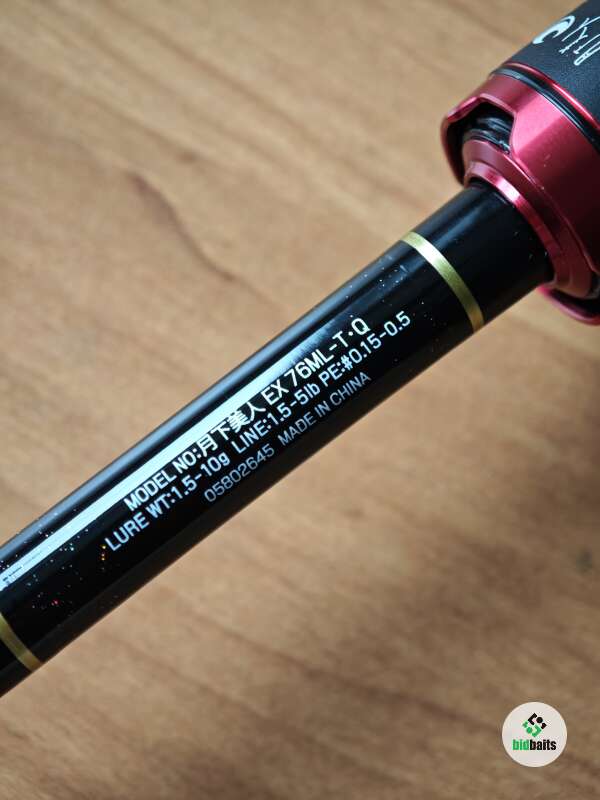 MODEL NO:月下美人 EX 76ML-T・Q
LURE WT:1.5-10g LINE:1.5-5lb PE:#0.15-0.5
05802645 MADE IN CHINA
bidbaits